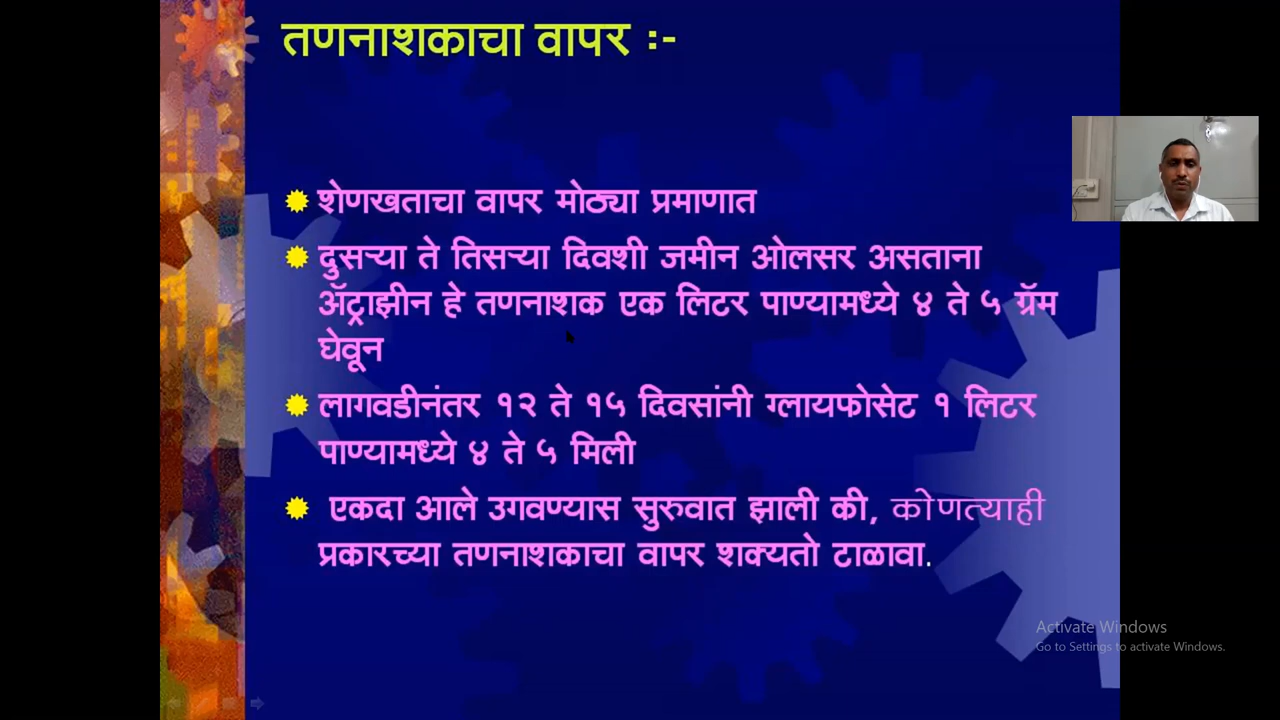 तणनाशकाचा वापर :-
शेणखताचा वापर मोठ्या प्रमाणात
दुसऱ्या ते तिसऱ्या दिवशी जमीन ओलसर असताना
ॲट्राझीन हे तणनाशक एक लिटर पाण्यामध्ये ४ ते ५ ग्रॅम
घेवून
लागवडीनंतर १२ ते १५ दिवसांनी ग्लायफोसेट १ लिटर
पाण्यामध्ये ४ ते ५ मिली
एकदा आले उगवण्यास सुरुवात झाली की, कोणत्याही
प्रकारच्या तणनाशकाचा वापर शक्यतो टाळावा.
Activate Windows
Go to Settings to activate Windows.